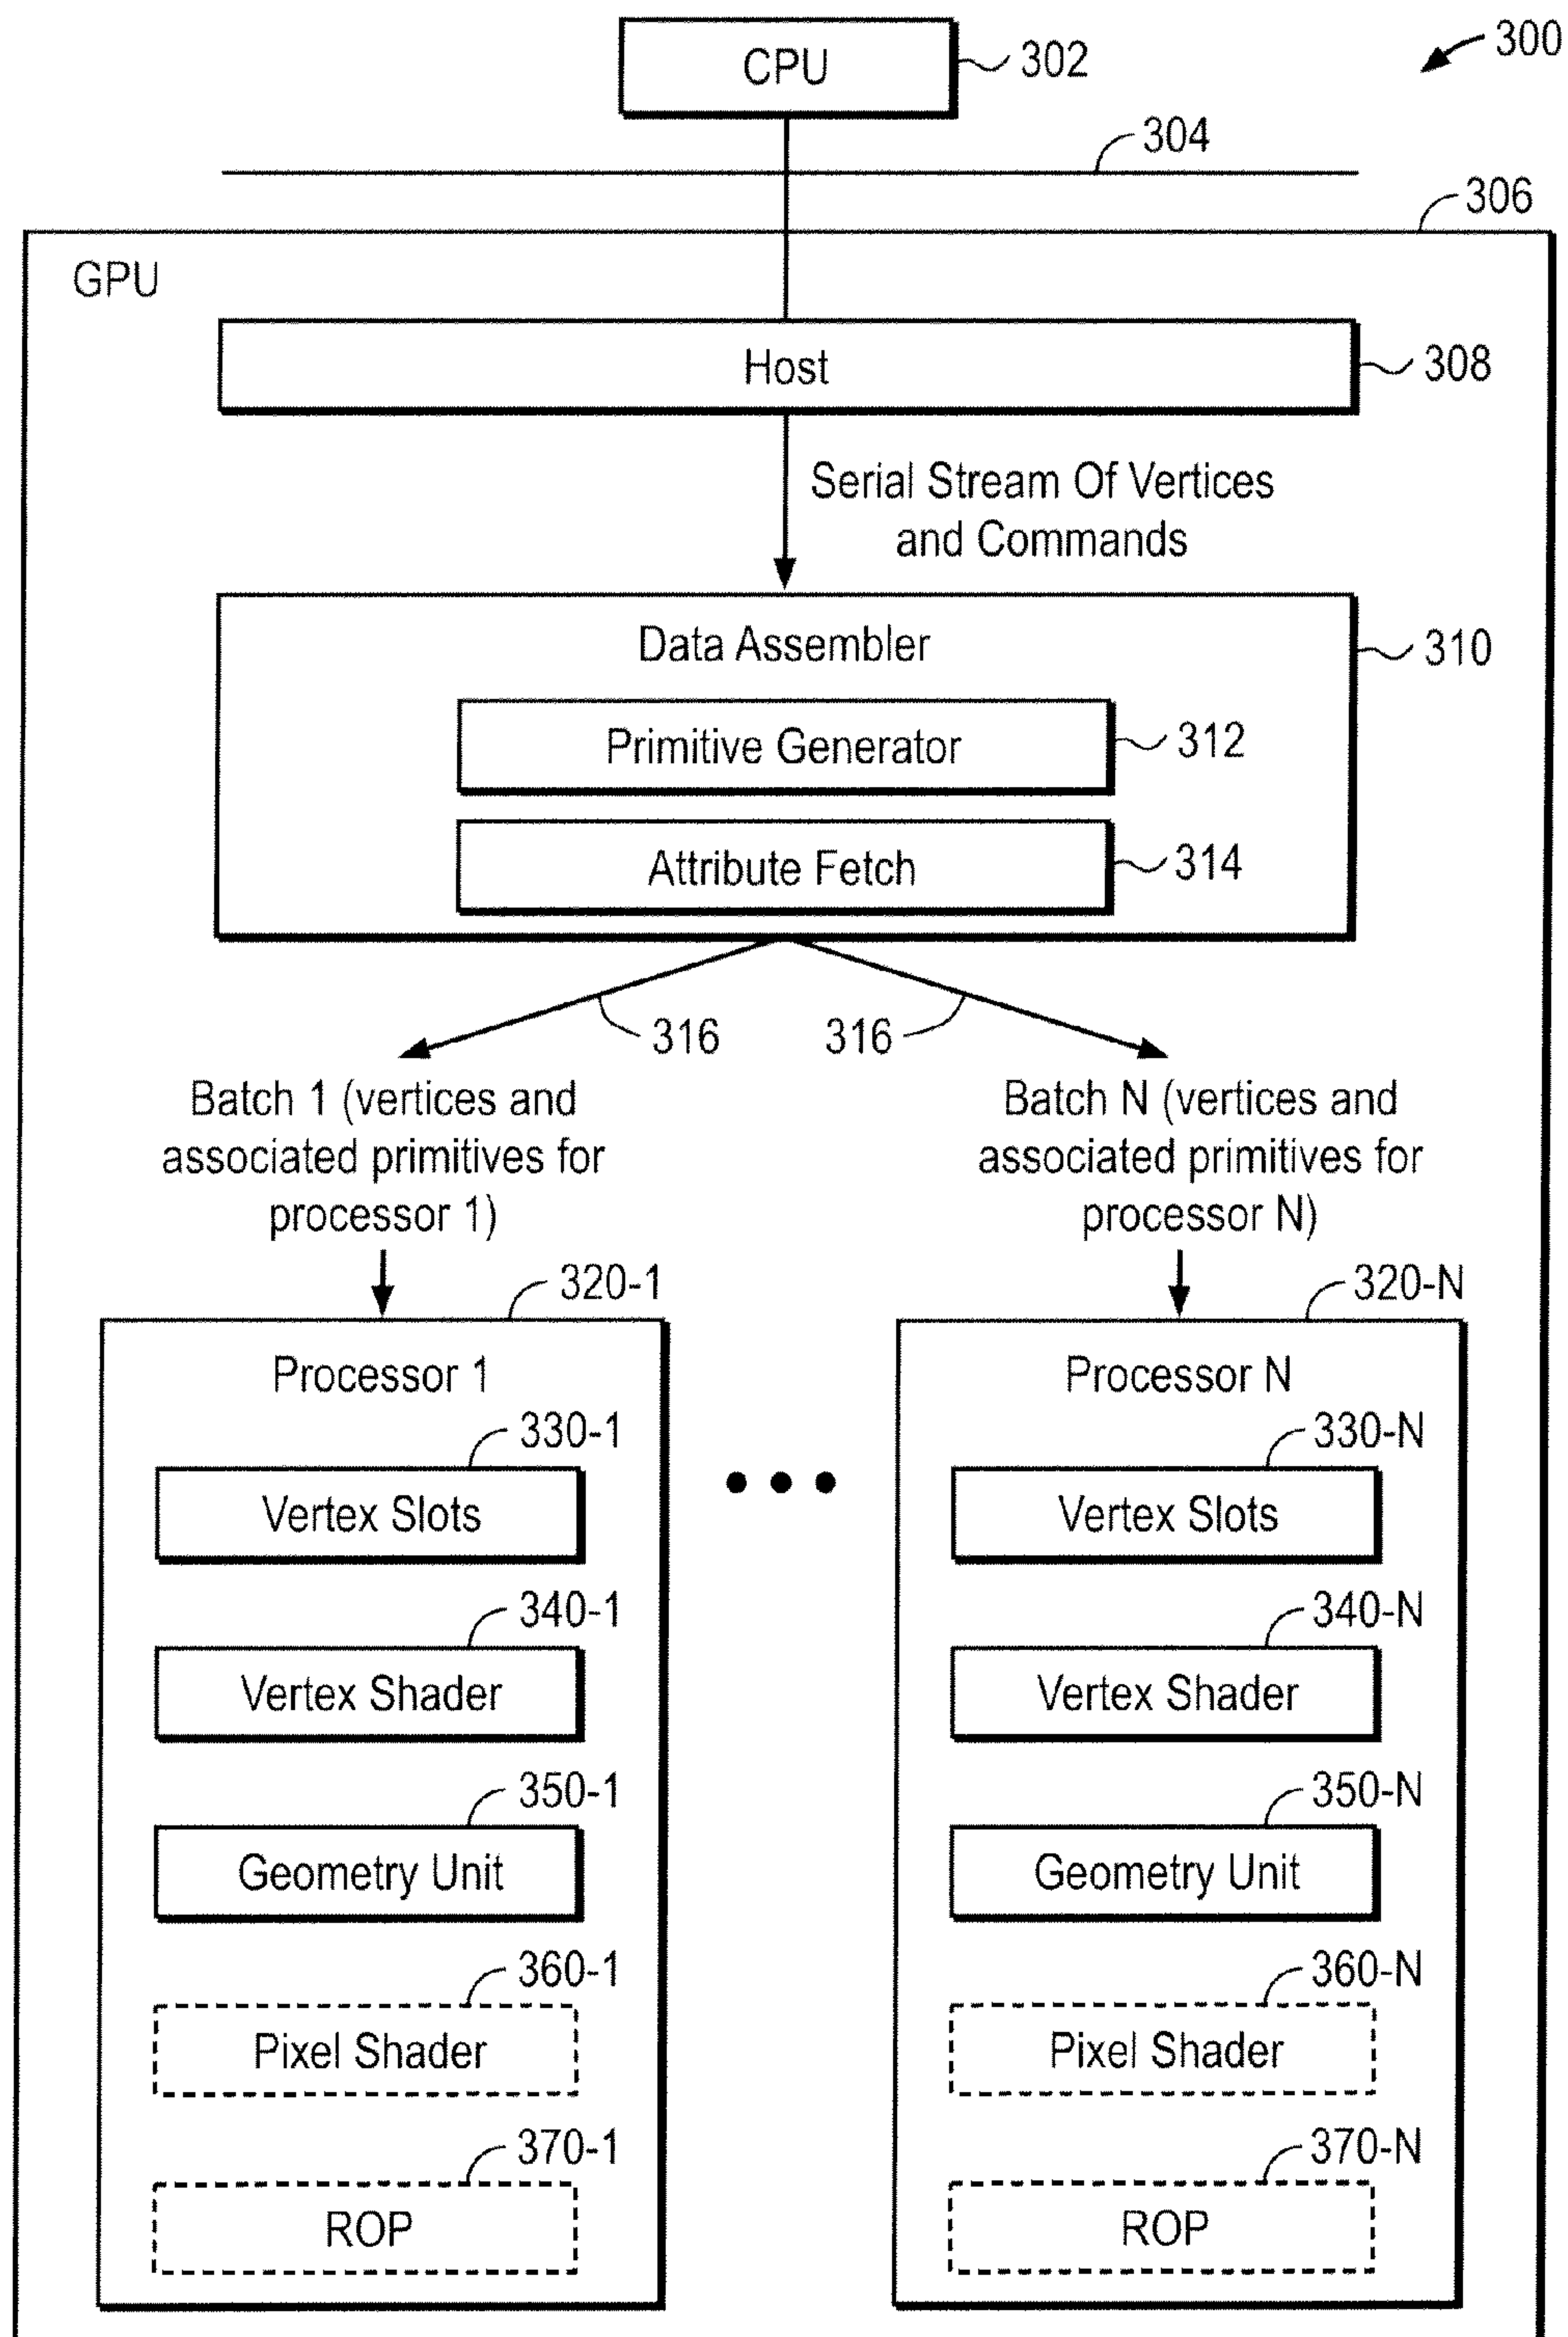 300
CPU
302
304
306
GPU
Host
308
Serial Stream Of Vertices
and Commands
Data Assembler
310
Primitive Generator
312
Attribute Fetch
314
316
316
Batch 1 (vertices and
associated primitives for
processor 1)
Batch N (vertices and
associated primitives for
processor N)
320-1
Processor 1
330-1
Vertex Slots
340-1
Vertex Shader
350-1
Geometry Unit
360-1
Pixel Shader
370-1
ROP
320-N
Processor N
330-N
Vertex Slots
340-N
Vertex Shader
350-N
Geometry Unit
360-N
Pixel Shader
370-N
ROP